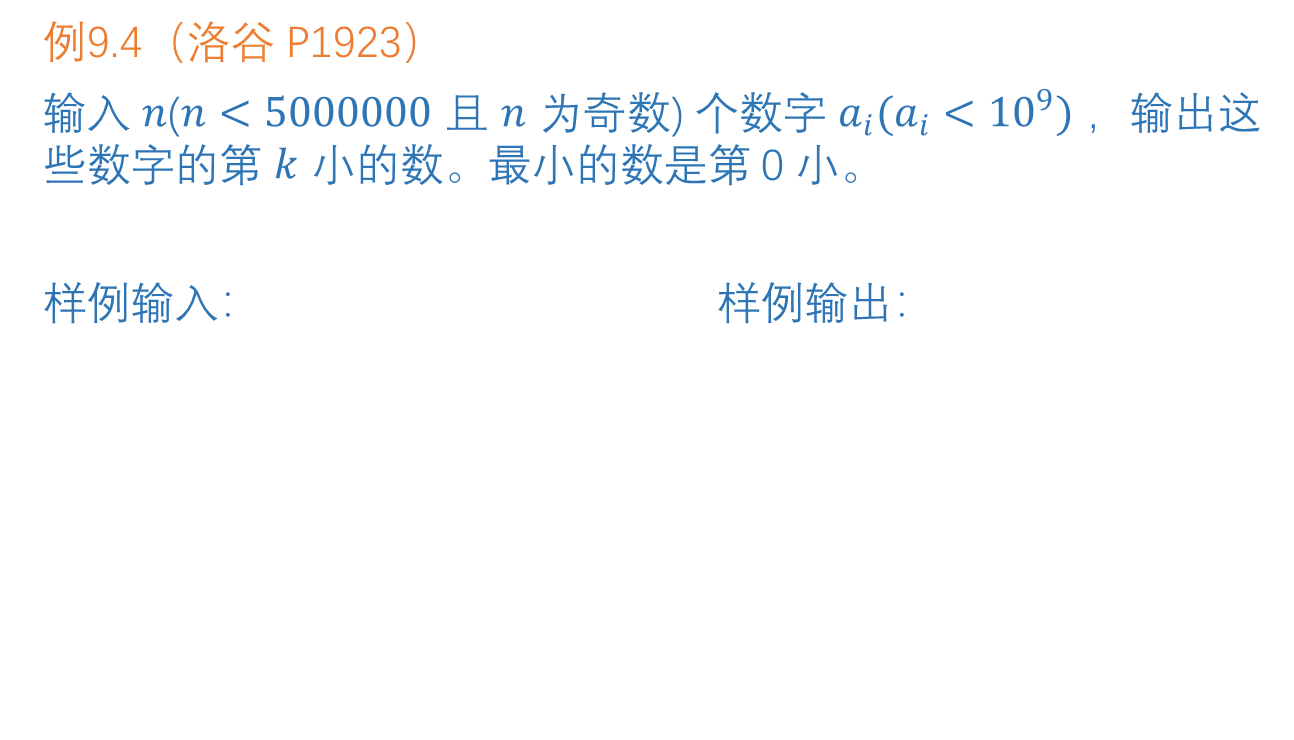 例9.4（洛谷 P1923）
输入 n(n < 5000000 且 n 为奇数) 个数字 aᵢ(aᵢ < 10⁹) ， 输出这
些数字的第 k 小的数。最小的数是第 0 小。
样例输入： 样例输出：